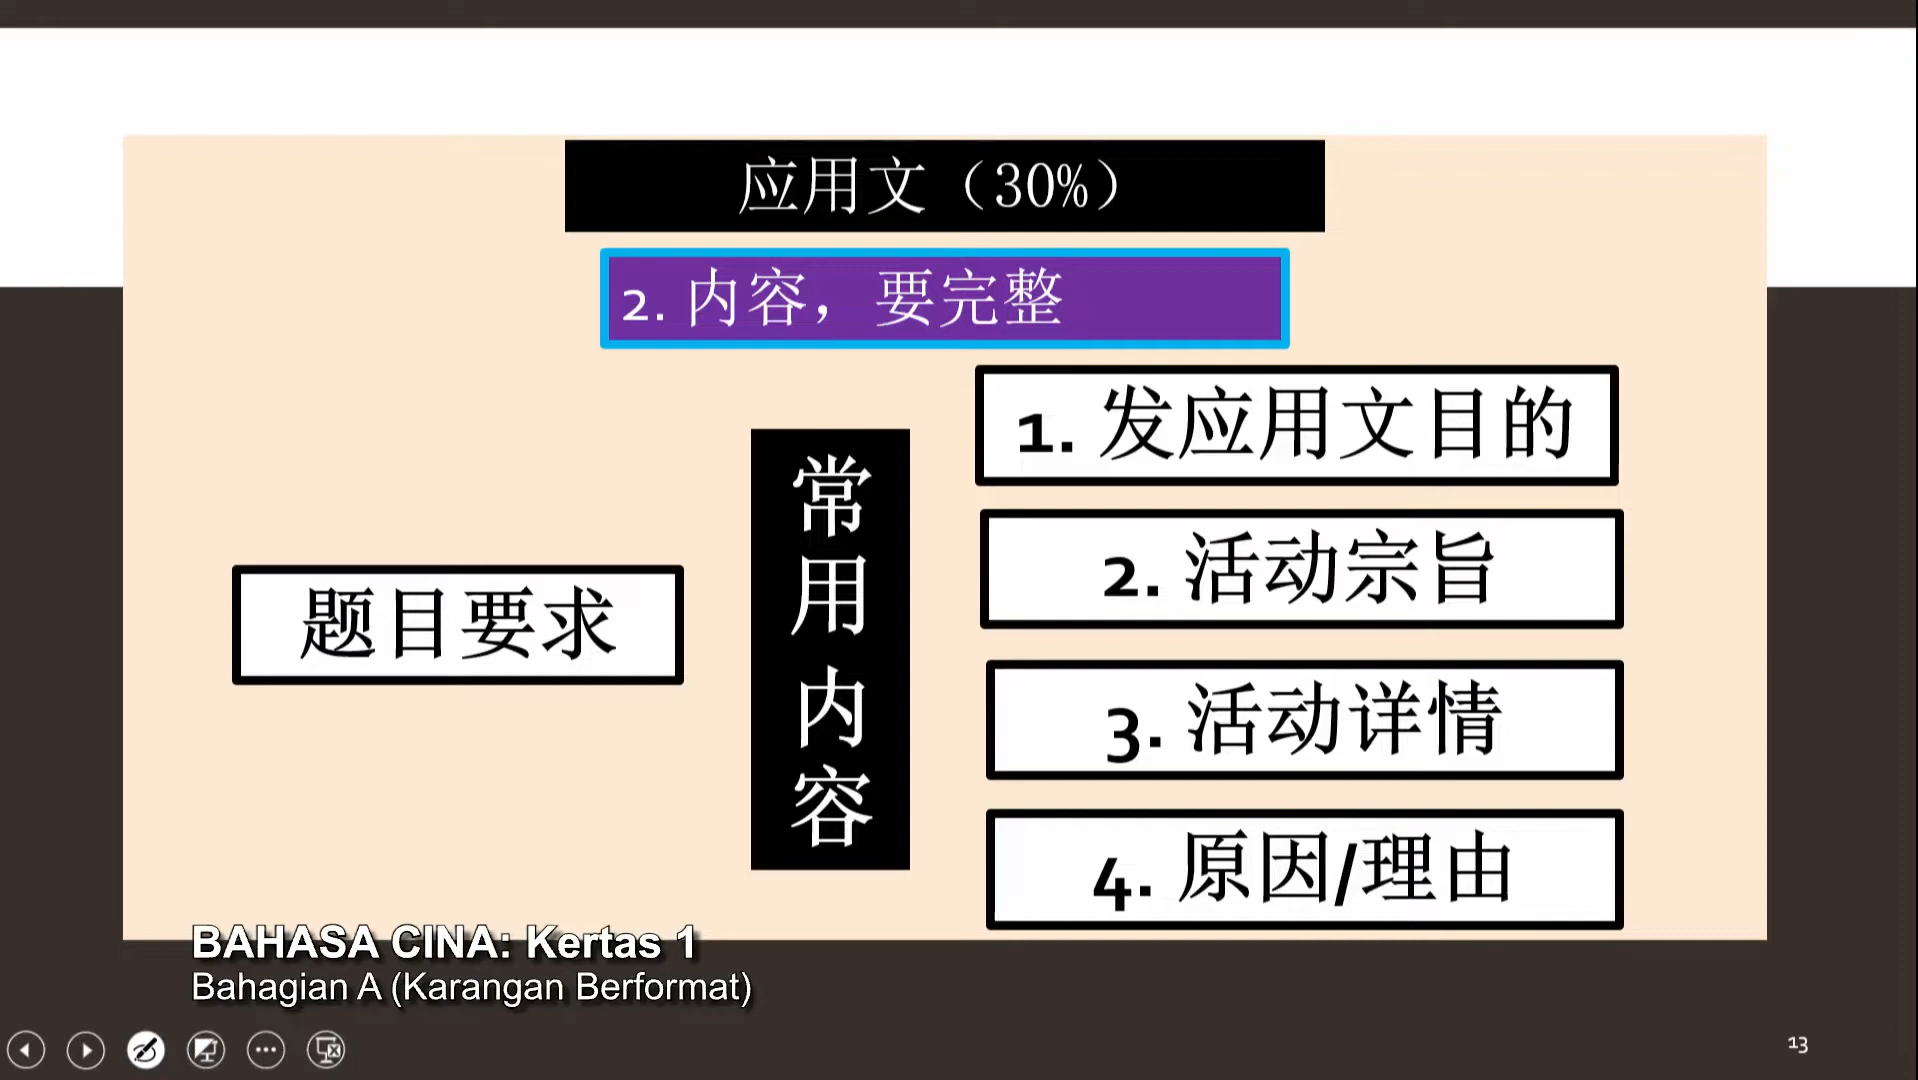 应用文（30%）
2. 内容，要完整
题目要求
常用内容
1. 发应用文目的
2. 活动宗旨
3. 活动详情
4. 原因/理由
BAHASA CINA: Kertas 1
Bahagian A (Karangan Berformat)
13